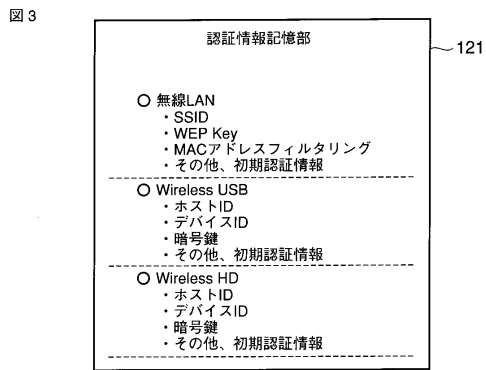 図3
認証情報記憶部
121
○ 無線LAN
・SSID
・WEP Key
・MACアドレスフィルタリング
・その他、初期認証情報
○ Wireless USB
・ホストID
・デバイスID
・暗号鍵
・その他、初期認証情報
○ Wireless HD
・ホストID
・デバイスID
・暗号鍵
・その他、初期認証情報